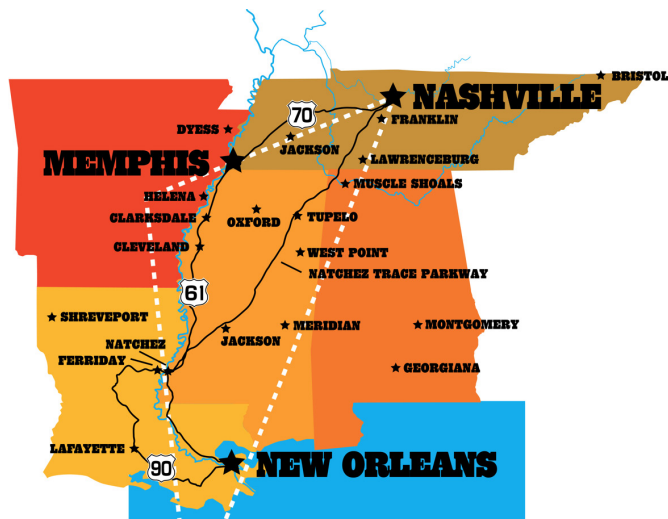 BRISTOL
NASHVILLE
70
FRANKLIN
DYESS
JACKSON
MEMPHIS
LAWRENCEBURG
MUSCLE SHOALS
HELENA
CLARKSDALE
OXFORD
TUPELO
CLEVELAND
WEST POINT
NATCHEZ TRACE PARKWAY
61
SHREVEPORT
JACKSON
MERIDIAN
MONTGOMERY
NATCHEZ
FERRIDAY
GEORGIANA
LAFAYETTE
90
NEW ORLEANS